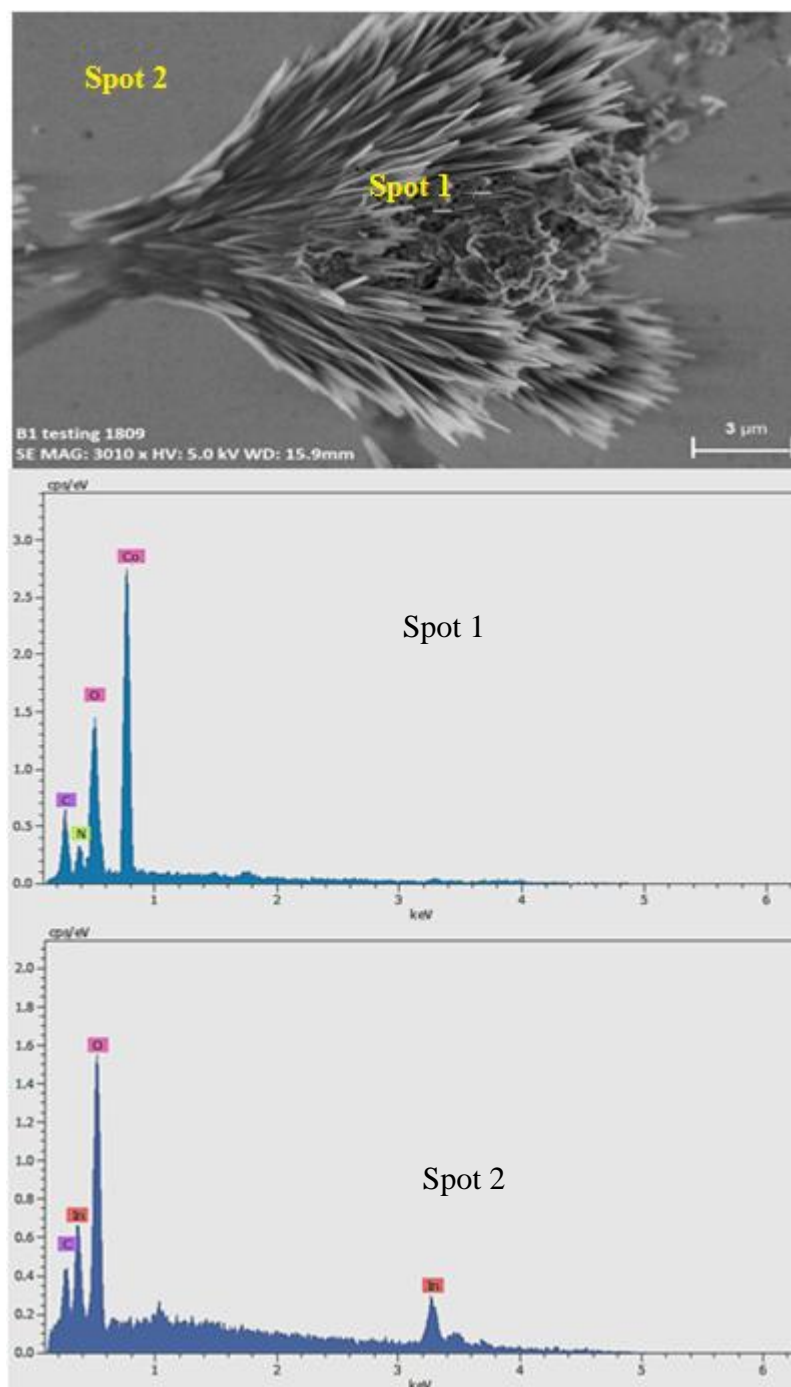 Spot 2
Spot 1
B1 testing 1809
SE MAG: 3010 x HV: 5.0 kV WD: 15.9mm
3 μm
cps/eV
3.0
2.5
2.0
1.5
1.0
0.5
0.0
Co
O
C
N
Spot 1
1 2 3 4 5 6
keV
cps/eV
2.0
1.8
1.6
1.4
1.2
1.0
0.8
0.6
0.4
0.2
0.0
O
In
C
In
Spot 2
1 2 3 4 5 6
keV